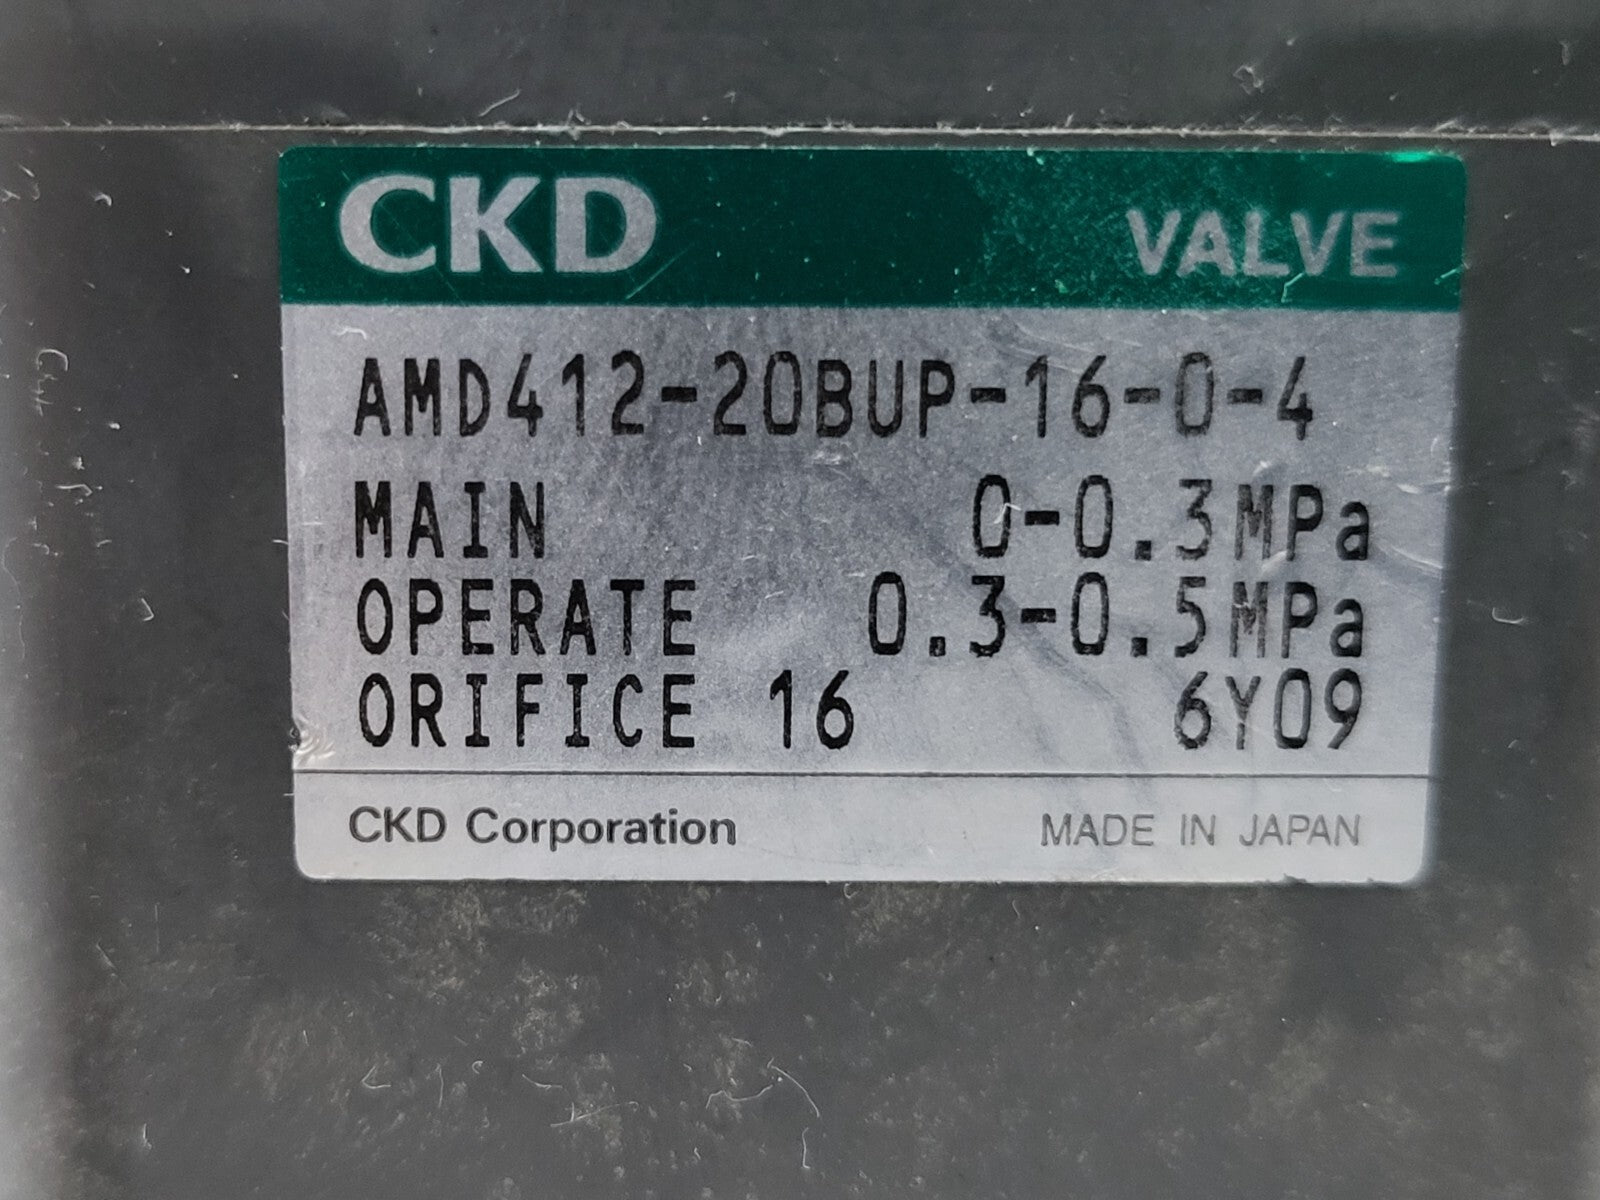 CKD VALVE
AMD412-20BUP-16-0-4
MAIN 0-0.3MPa
OPERATE 0.3-0.5MPa
ORIFICE 16 6Y09
CKD Corporation MADE IN JAPAN